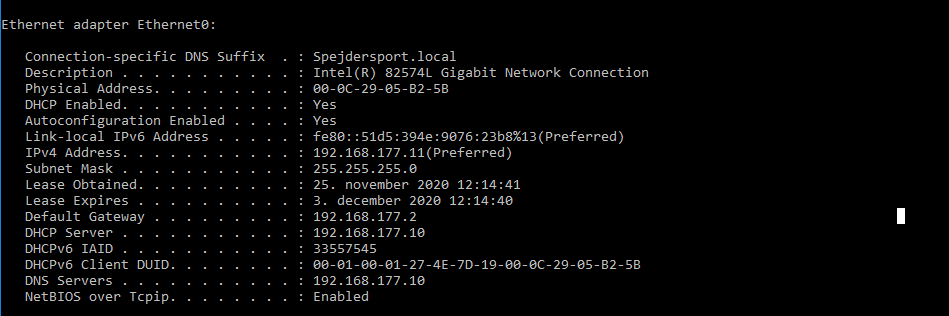 Ethernet adapter Ethernet0:
Connection-specific DNS Suffix  . : Spejdersport.local
Description . . . . . . . . . . . : Intel(R) 82574L Gigabit Network Connection
Physical Address. . . . . . . . . : 00-0C-29-05-B2-5B
DHCP Enabled. . . . . . . . . . . : Yes
Autoconfiguration Enabled . . . . : Yes
Link-local IPv6 Address . . . . . : fe80::51d5:394e:9076:23b8%13(Preferred)
IPv4 Address. . . . . . . . . . . : 192.168.177.11(Preferred)
Subnet Mask . . . . . . . . . . . : 255.255.255.0
Lease Obtained. . . . . . . . . . : 25. november 2020 12:14:41
Lease Expires . . . . . . . . . . : 3. december 2020 12:14:40
Default Gateway . . . . . . . . . : 192.168.177.2
DHCP Server . . . . . . . . . . . : 192.168.177.10
DHCPv6 IAID . . . . . . . . . . . : 33557545
DHCPv6 Client DUID. . . . . . . . : 00-01-00-01-27-4E-7D-19-00-0C-29-05-B2-5B
DNS Servers . . . . . . . . . . . : 192.168.177.10
NetBIOS over Tcpip. . . . . . . . : Enabled